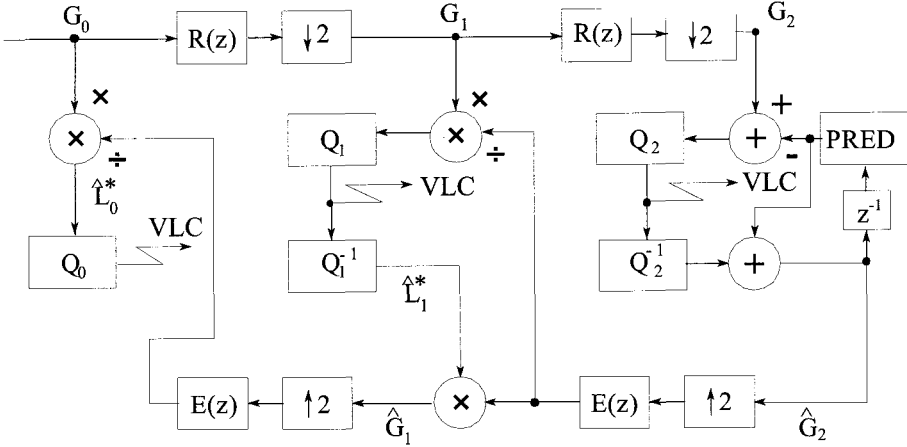 G₀ G₁ G₂
R(z) ↓2 R(z) ↓2
× × +
× × +
÷ ÷ -
Q₁ Q₂ PRED
L̂₀* VLC VLC
VLC z⁻¹
Q₀ Q₁⁻¹ Q₂⁻¹ +
L̂₁*
E(z) ↑2 × E(z) ↑2
Ĝ₁ Ĝ₂